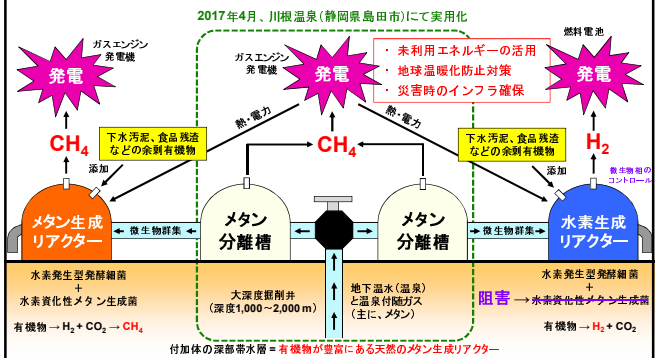 2017年4月、川根温泉（静岡県島田市）にて実用化
ガスエンジン
発電機
発電
ガスエンジン
発電機
発電
・ 未利用エネルギーの活用
・ 地球温暖化防止対策
・ 災害時のインフラ確保
燃料電池
発電
熱・電力
熱・電力
CH4
下水汚泥、食品残渣
などの余剰有機物
添加
CH4
下水汚泥、食品残渣
などの余剰有機物
添加
H2
微生物相の
コントロール
メタン生成
リアクター
微生物群集
メタン
分離槽
メタン
分離槽
微生物群集
水素生成
リアクター
水素発生型発酵細菌
+
水素資化性メタン生成菌
有機物→H2 + CO2→CH4
大深度掘削井
（深度1,000～2,000 m）
地下温水（温泉）
と温泉付随ガス
（主に、メタン）
阻害 →
水素発生型発酵細菌
+
水素資化性メタン生成菌
有機物→H2 + CO2
付加体の深部帯水層 = 有機物が豊富にある天然のメタン生成リアクター